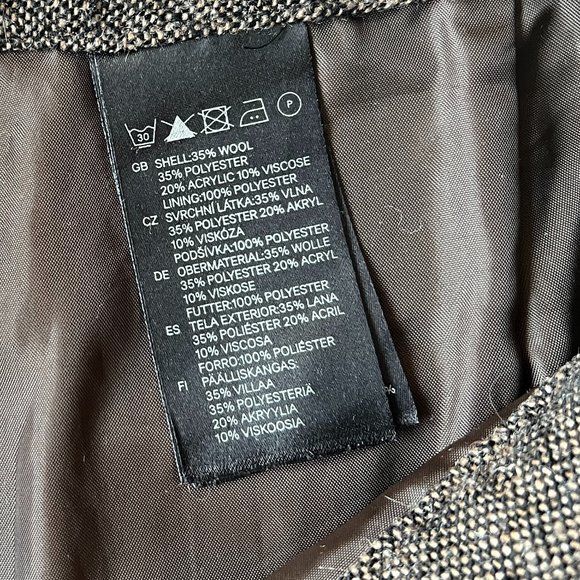 30 P
GB SHELL:35% WOOL
35% POLYESTER
20% ACRYLIC 10% VISCOSE
LINING:100% POLYESTER
CZ SVRCHNÍ LÁTKA:35% VLNA
35% POLYESTER 20% AKRYL
10% VISKÓZA
PODŠÍVKA:100% POLYESTER
DE OBERMATERIAL:35% WOLLE
35% POLYESTER 20% ACRYL
10% VISKOSE
FUTTER:100% POLYESTER
ES TELA EXTERIOR:35% LANA
35% POLIÉSTER 20% ACRIL
10% VISCOSA
FORRO:100% POLIÉSTER
FI PÄÄLLISKANGAS:
35% VILLAA
35% POLYESTERIÄ
20% AKRYYLIA
10% VISKOOSIA
%